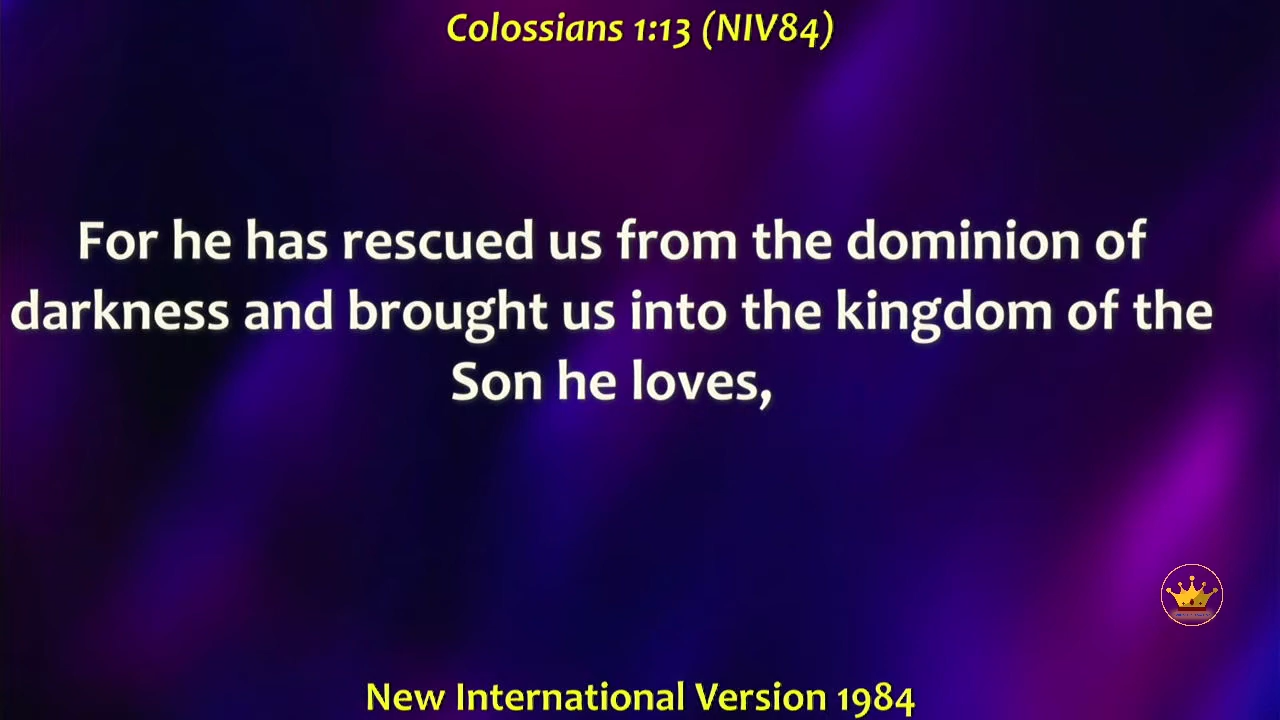 Colossians 1:13 (NIV84)
For he has rescued us from the dominion of
darkness and brought us into the kingdom of the
Son he loves,
New International Version 1984